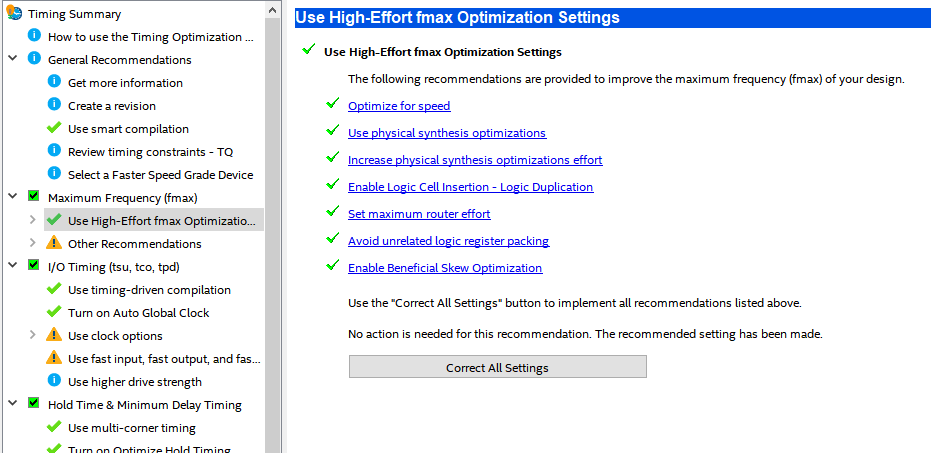 Timing Summary
How to use the Timing Optimization ...
General Recommendations
Get more information
Create a revision
Use smart compilation
Review timing constraints - TQ
Select a Faster Speed Grade Device
Maximum Frequency (fmax)
Use High-Effort fmax Optimizatio...
Other Recommendations
I/O Timing (tsu, tco, tpd)
Use timing-driven compilation
Turn on Auto Global Clock
Use clock options
Use fast input, fast output, and fas...
Use higher drive strength
Hold Time & Minimum Delay Timing
Use multi-corner timing
Turn on Optimize Hold Timing
Use High-Effort fmax Optimization Settings
Use High-Effort fmax Optimization Settings
The following recommendations are provided to improve the maximum frequency (fmax) of your design.
Optimize for speed
Use physical synthesis optimizations
Increase physical synthesis optimizations effort
Enable Logic Cell Insertion - Logic Duplication
Set maximum router effort
Avoid unrelated logic register packing
Enable Beneficial Skew Optimization
Use the "Correct All Settings" button to implement all recommendations listed above.
No action is needed for this recommendation. The recommended setting has been made.
Correct All Settings